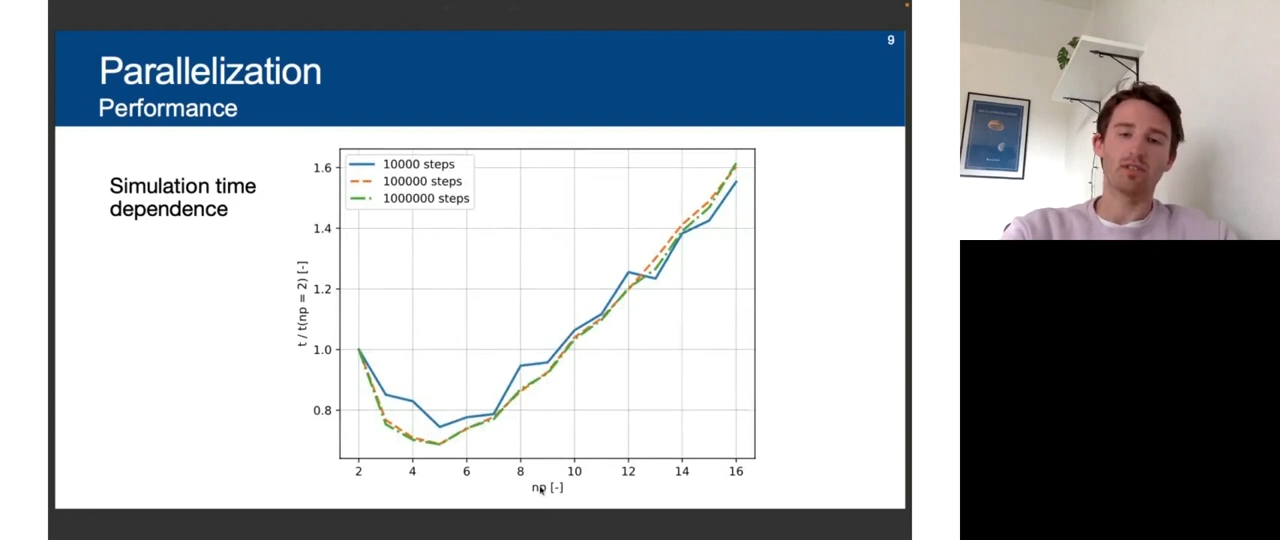 9
Parallelization
Performance
Simulation time
dependence
10000 steps
100000 steps
1000000 steps
1.6
1.4
1.2
1.0
0.8
t / t(np = 2) [-]
2 4 6 8 10 12 14 16
np [-]